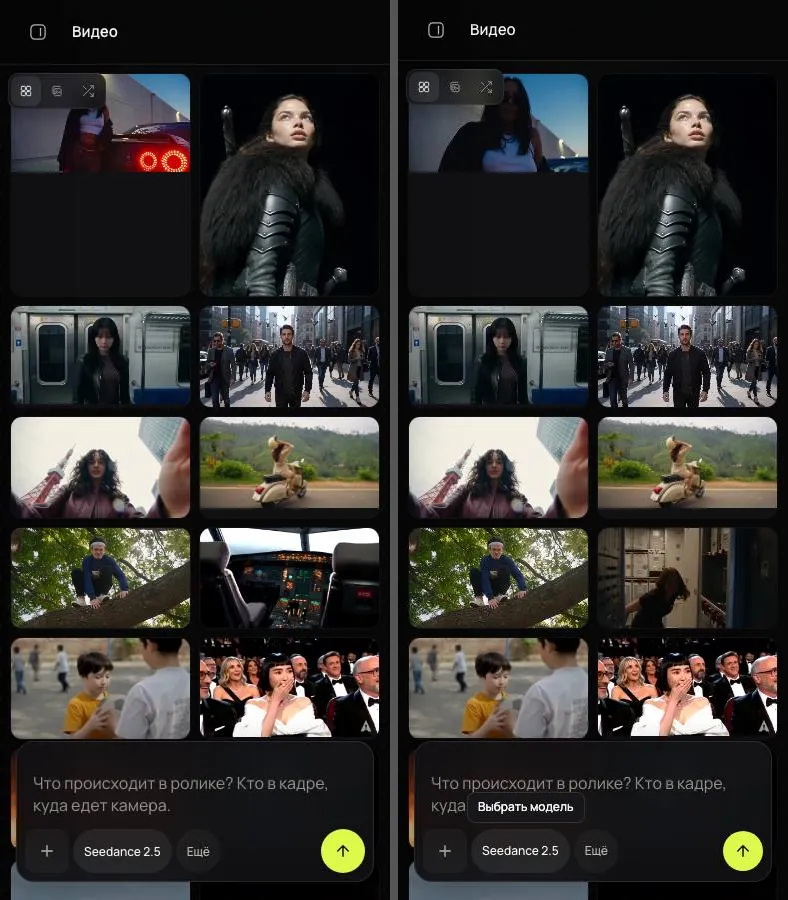 Видео
Что происходит в ролике? Кто в кадре,
куда едет камера.
Seedance 2.5
Ещё
Видео
Что происходит в ролике? Кто в кадре,
куда
Выбрать модель
Seedance 2.5
Ещё